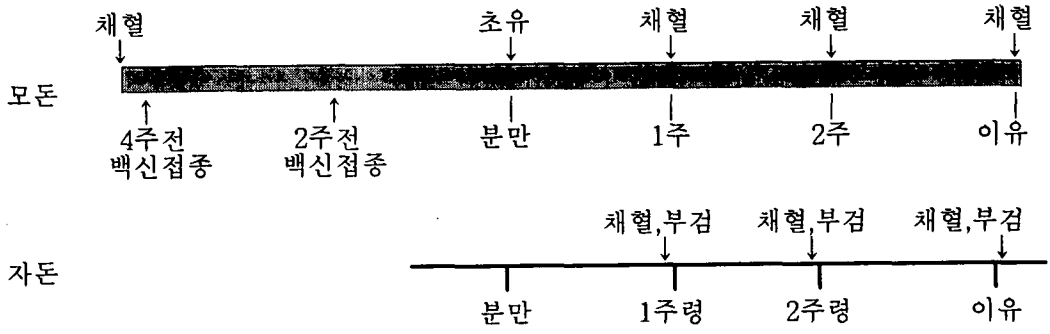 채혈 초유 채혈 채혈 채혈
모돈
4주전 2주전 분만 1주 2주 이유
백신접종 백신접종
채혈,부검 채혈,부검 채혈,부검
자돈
분만 1주령 2주령 이유